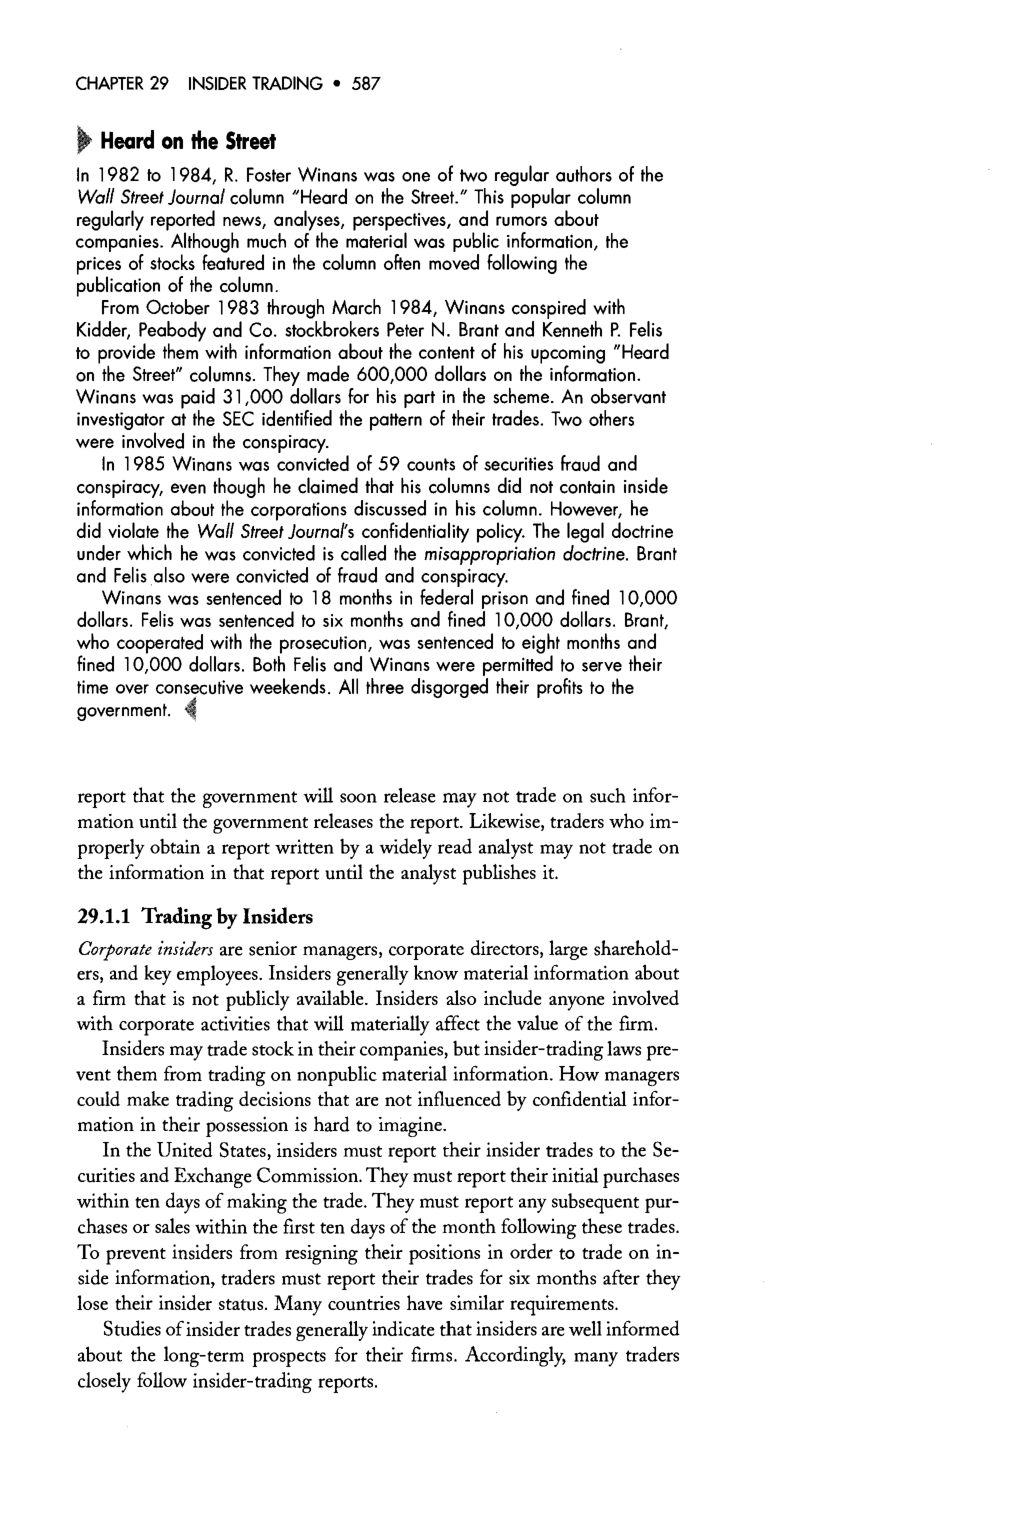 CHAPTER 29 INSIDER TRADING • 587
Heard on the Street
In 1982 to 1984, R. Foster Winans was one of two regular authors of the
Wall Street Journal column "Heard on the Street." This popular column
regularly reported news, analyses, perspectives, and rumors about
companies. Although much of the material was public information, the
prices of stocks featured in the column often moved following the
publication of the column.
From October 1983 through March 1984, Winans conspired with
Kidder, Peabody and Co. stockbrokers Peter N. Brant and Kenneth P. Felis
to provide them with information about the content of his upcoming "Heard
on the Street" columns. They made 600,000 dollars on the information.
Winans was paid 31,000 dollars for his part in the scheme. An observant
investigator at the SEC identified the pattern of their trades. Two others
were involved in the conspiracy.
In 1985 Winans was convicted of 59 counts of securities fraud and
conspiracy, even though he claimed that his columns did not contain inside
information about the corporations discussed in his column. However, he
did violate the Wall Street Journal's confidentiality policy. The legal doctrine
under which he was convicted is called the misappropriation doctrine. Brant
and Felis also were convicted of fraud and conspiracy.
Winans was sentenced to 18 months in federal prison and fined 10,000
dollars. Felis was sentenced to six months and fined 10,000 dollars. Brant,
who cooperated with the prosecution, was sentenced to eight months and
fined 10,000 dollars. Both Felis and Winans were permitted to serve their
time over consecutive weekends. All three disgorged their profits to the
government.
report that the government will soon release may not trade on such infor-
mation until the government releases the report. Likewise, traders who im-
properly obtain a report written by a widely read analyst may not trade on
the information in that report until the analyst publishes it.
29.1.1 Trading by Insiders
Corporate insiders are senior managers, corporate directors, large sharehold-
ers, and key employees. Insiders generally know material information about
a firm that is not publicly available. Insiders also include anyone involved
with corporate activities that will materially affect the value of the firm.
Insiders may trade stock in their companies, but insider-trading laws pre-
vent them from trading on nonpublic material information. How managers
could make trading decisions that are not influenced by confidential infor-
mation in their possession is hard to imagine.
In the United States, insiders must report their insider trades to the Se-
curities and Exchange Commission. They must report their initial purchases
within ten days of making the trade. They must report any subsequent pur-
chases or sales within the first ten days of the month following these trades.
To prevent insiders from resigning their positions in order to trade on in-
side information, traders must report their trades for six months after they
lose their insider status. Many countries have similar requirements.
Studies of insider trades generally indicate that insiders are well informed
about the long-term prospects for their firms. Accordingly, many traders
closely follow insider-trading reports.